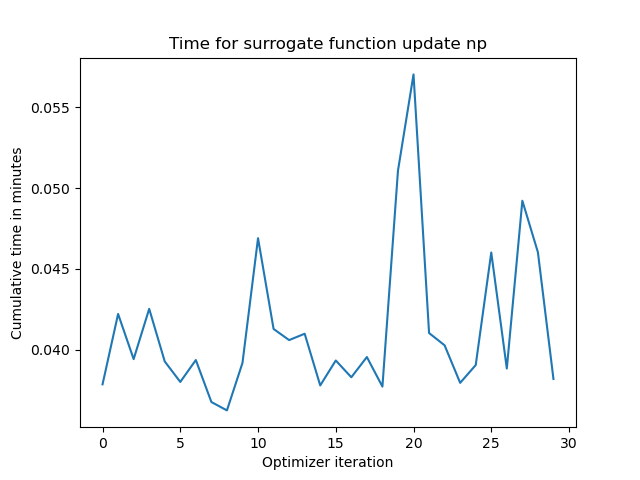 Time for surrogate function update np
0.055
0.050
0.045
0.040
Cumulative time in minutes
0 5 10 15 20 25 30
Optimizer iteration